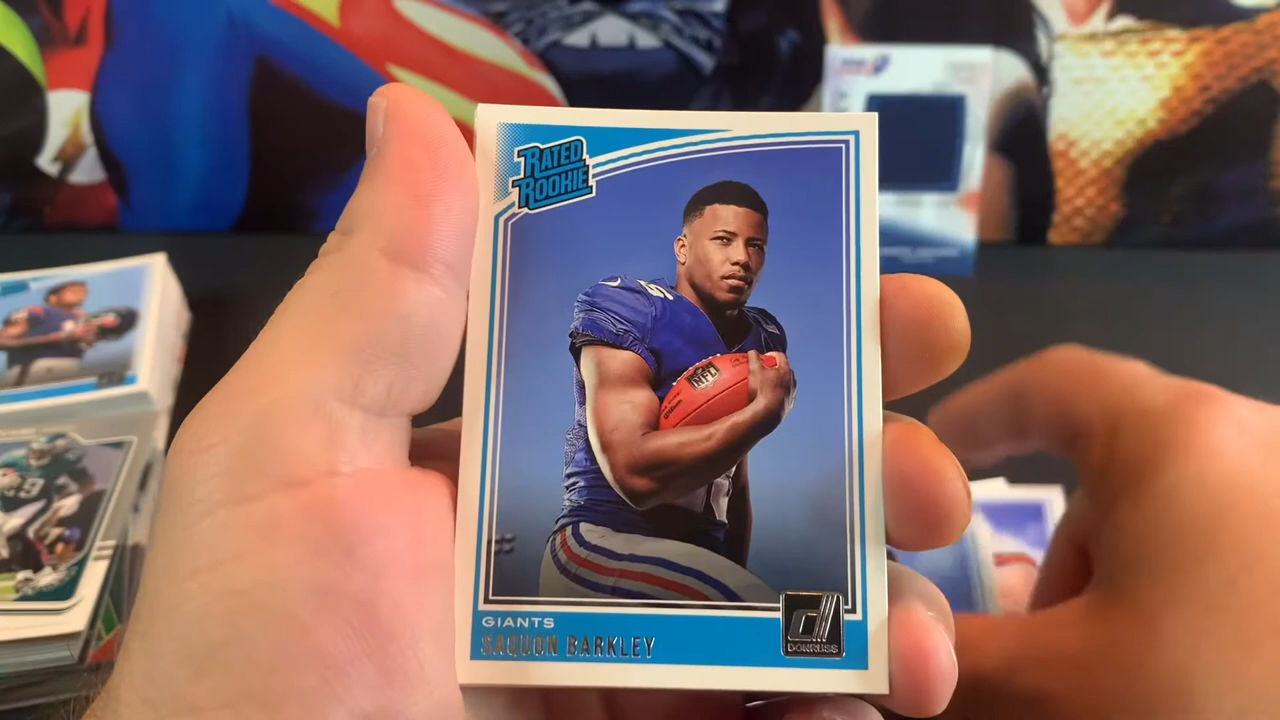 RATED
ROOKIE
NFL
GIANTS
SAQUON BARKLEY
DONRUSS